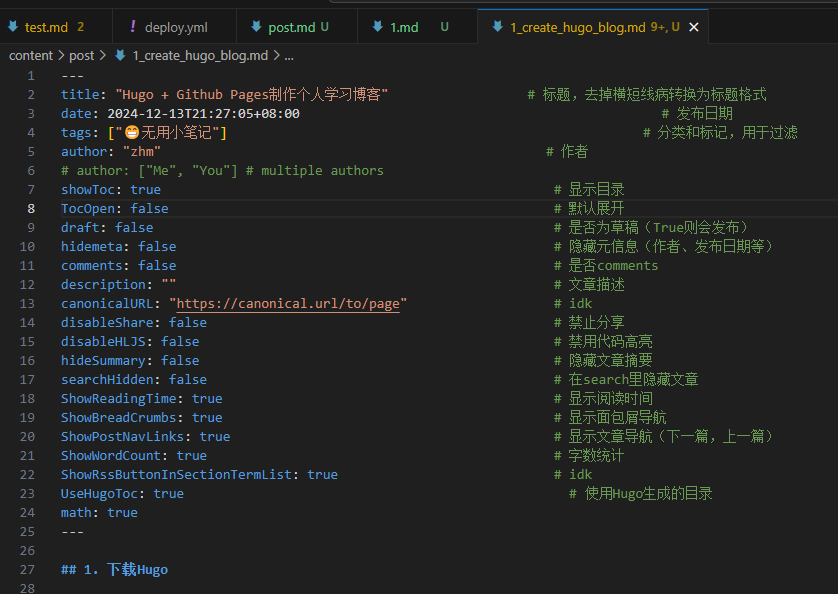 test.md 2 ! deploy.yml post.md U 1.md U 1_create_hugo_blog.md 9+, U ×
content > post > 1_create_hugo_blog.md > ...
1 ---
2 title: "Hugo + Github Pages制作个人学习博客" # 标题，去掉横短线病转换为标题格式
3 date: 2024-12-13T21:27:05+08:00 # 发布日期
4 tags: ["😁无用小笔记"] # 分类和标记，用于过滤
5 author: "zhm" # 作者
6 # author: ["Me", "You"] # multiple authors
7 showToc: true # 显示目录
8 TocOpen: false # 默认展开
9 draft: false # 是否为草稿（True则会发布）
10 hidemeta: false # 隐藏元信息（作者、发布日期等）
11 comments: false # 是否comments
12 description: "" # 文章描述
13 canonicalURL: "https://canonical.url/to/page" # idk
14 disableShare: false # 禁止分享
15 disableHLJS: false # 禁用代码高亮
16 hideSummary: false # 隐藏文章摘要
17 searchHidden: false # 在search里隐藏文章
18 ShowReadingTime: true # 显示阅读时间
19 ShowBreadCrumbs: true # 显示面包屑导航
20 ShowPostNavLinks: true # 显示文章导航（下一篇，上一篇）
21 ShowWordCount: true # 字数统计
22 ShowRssButtonInSectionTermList: true # idk
23 UseHugoToc: true # 使用Hugo生成的目录
24 math: true
25 ---
26
27 ## 1. 下载Hugo
28